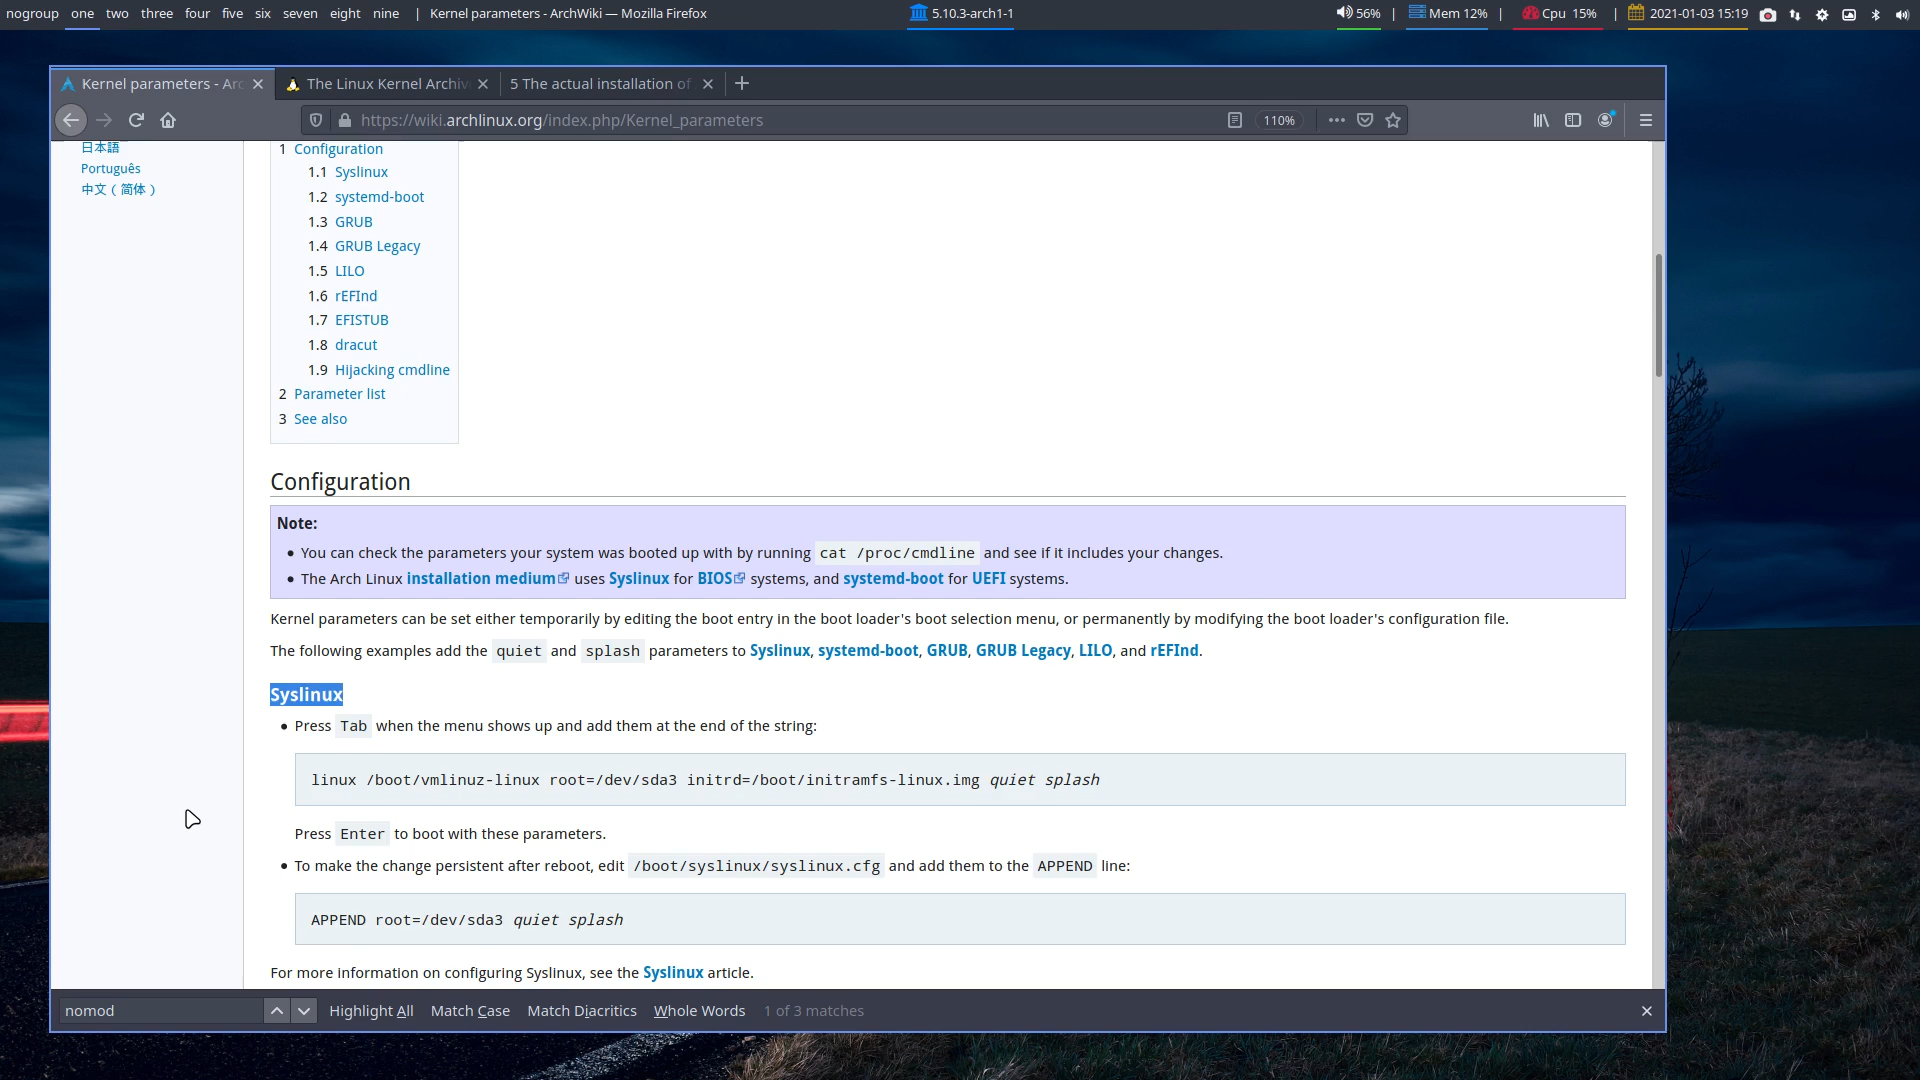 nogroup one two three four five six seven eight nine | Kernel parameters - ArchWiki — Mozilla Firefox 5.10.3-arch1-1 56% | Mem 12% | Cpu 15% | 2021-01-03 15:19
Kernel parameters - Arc The Linux Kernel Archiv 5 The actual installation of
https://wiki.archlinux.org/index.php/Kernel_parameters 110%
日本語
Português
中文（简体）
1 Configuration
1.1 Syslinux
1.2 systemd-boot
1.3 GRUB
1.4 GRUB Legacy
1.5 LILO
1.6 rEFInd
1.7 EFISTUB
1.8 dracut
1.9 Hijacking cmdline
2 Parameter list
3 See also
Configuration
Note:
• You can check the parameters your system was booted up with by running cat /proc/cmdline and see if it includes your changes.
• The Arch Linux installation medium uses Syslinux for BIOS systems, and systemd-boot for UEFI systems.
Kernel parameters can be set either temporarily by editing the boot entry in the boot loader's boot selection menu, or permanently by modifying the boot loader's configuration file.
The following examples add the quiet and splash parameters to Syslinux, systemd-boot, GRUB, GRUB Legacy, LILO, and rEFInd.
Syslinux
• Press Tab when the menu shows up and add them at the end of the string:
linux /boot/vmlinuz-linux root=/dev/sda3 initrd=/boot/initramfs-linux.img quiet splash
Press Enter to boot with these parameters.
• To make the change persistent after reboot, edit /boot/syslinux/syslinux.cfg and add them to the APPEND line:
APPEND root=/dev/sda3 quiet splash
For more information on configuring Syslinux, see the Syslinux article.
nomod Highlight All Match Case Match Diacritics Whole Words 1 of 3 matches